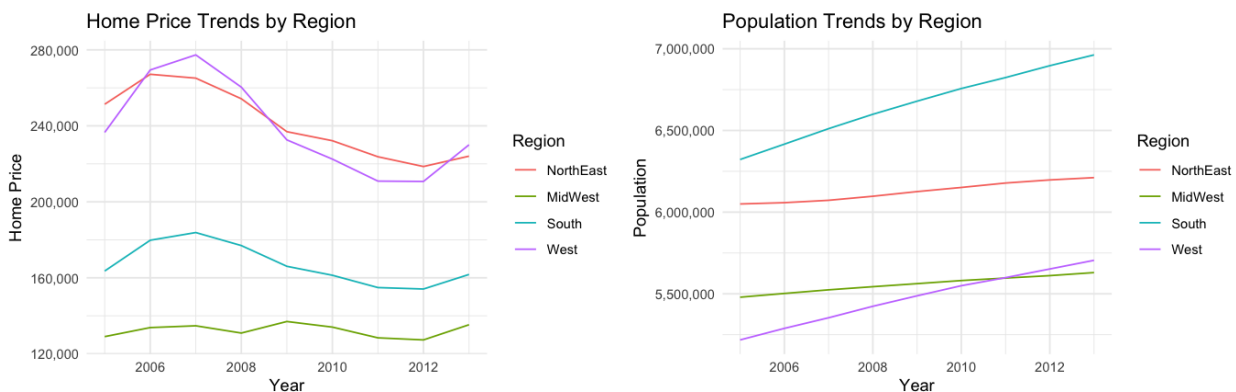 Home Price Trends by Region
280,000
240,000
200,000
160,000
120,000
Home Price
2006
2008
2010
2012
Year
Region
NorthEast
MidWest
South
West
Population Trends by Region
7,000,000
6,500,000
6,000,000
5,500,000
Population
2006
2008
2010
2012
Year
Region
NorthEast
MidWest
South
West